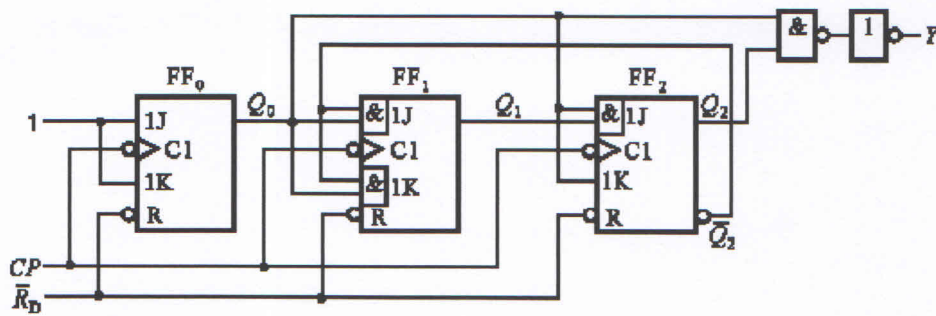 & 1 F
FF₀ FF₁ FF₂
Q₀ Q₁ Q₂
1 1J & 1J & 1J
C1 C1 C1
1K & 1K 1K
R R R
Q̅₂
CP
R̅_D